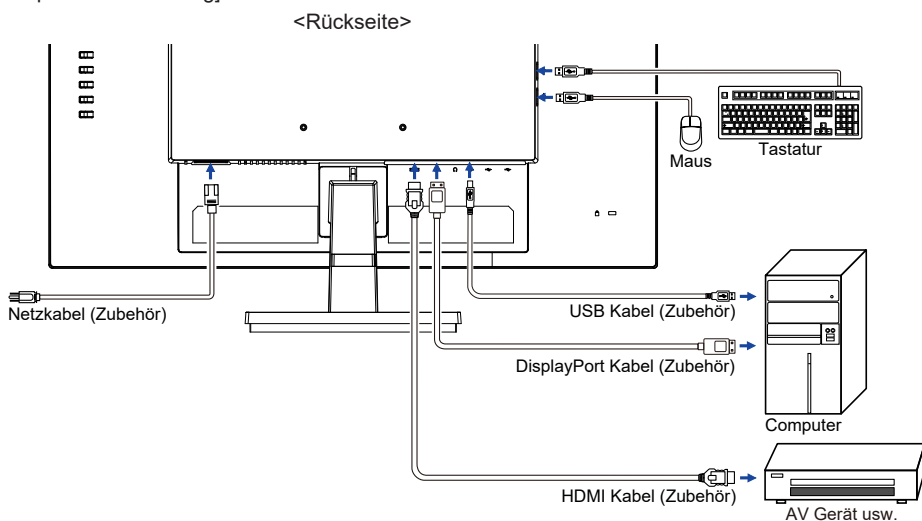 <Rückseite>
Maus
Tastatur
Netzkabel (Zubehör)
USB Kabel (Zubehör)
DisplayPort Kabel (Zubehör)
Computer
HDMI Kabel (Zubehör)
AV Gerät usw.